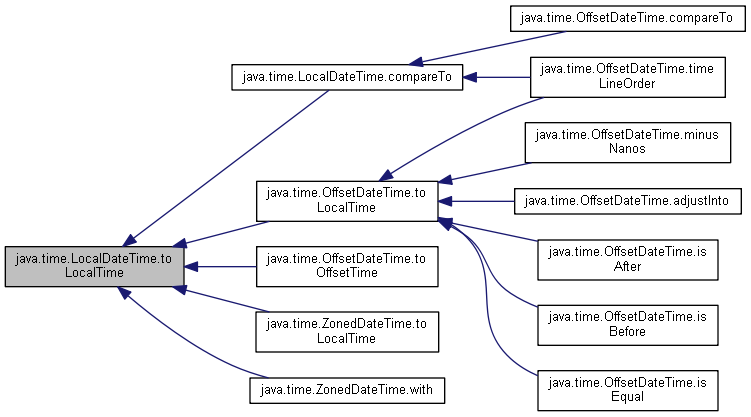 java.time.OffsetDateTime.compareTo
java.time.LocalDateTime.compareTo
java.time.OffsetDateTime.time
LineOrder
java.time.OffsetDateTime.minus
Nanos
java.time.OffsetDateTime.to
LocalTime
java.time.OffsetDateTime.adjustInto
java.time.LocalDateTime.to
LocalTime
java.time.OffsetDateTime.to
OffsetTime
java.time.OffsetDateTime.is
After
java.time.ZonedDateTime.to
LocalTime
java.time.OffsetDateTime.is
Before
java.time.ZonedDateTime.with
java.time.OffsetDateTime.is
Equal